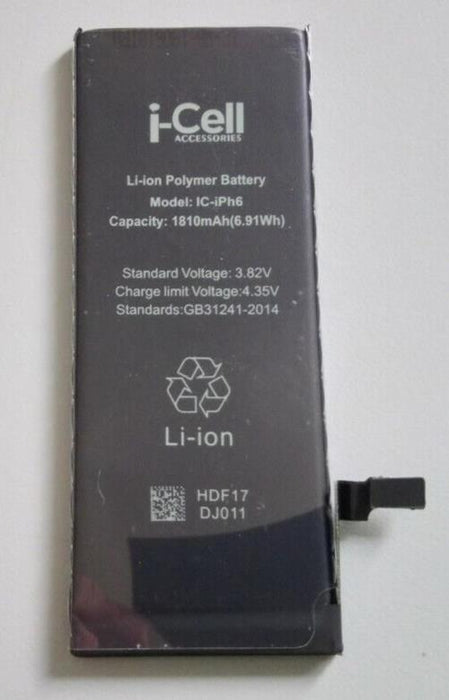 i-Cell
ACCESSORIES
Li-ion Polymer Battery
Model: IC-iPh6
Capacity: 1810mAh(6.91Wh)
Standard Voltage: 3.82V
Charge limit Voltage:4.35V
Standards:GB31241-2014
Li-ion
HDF17
DJ011